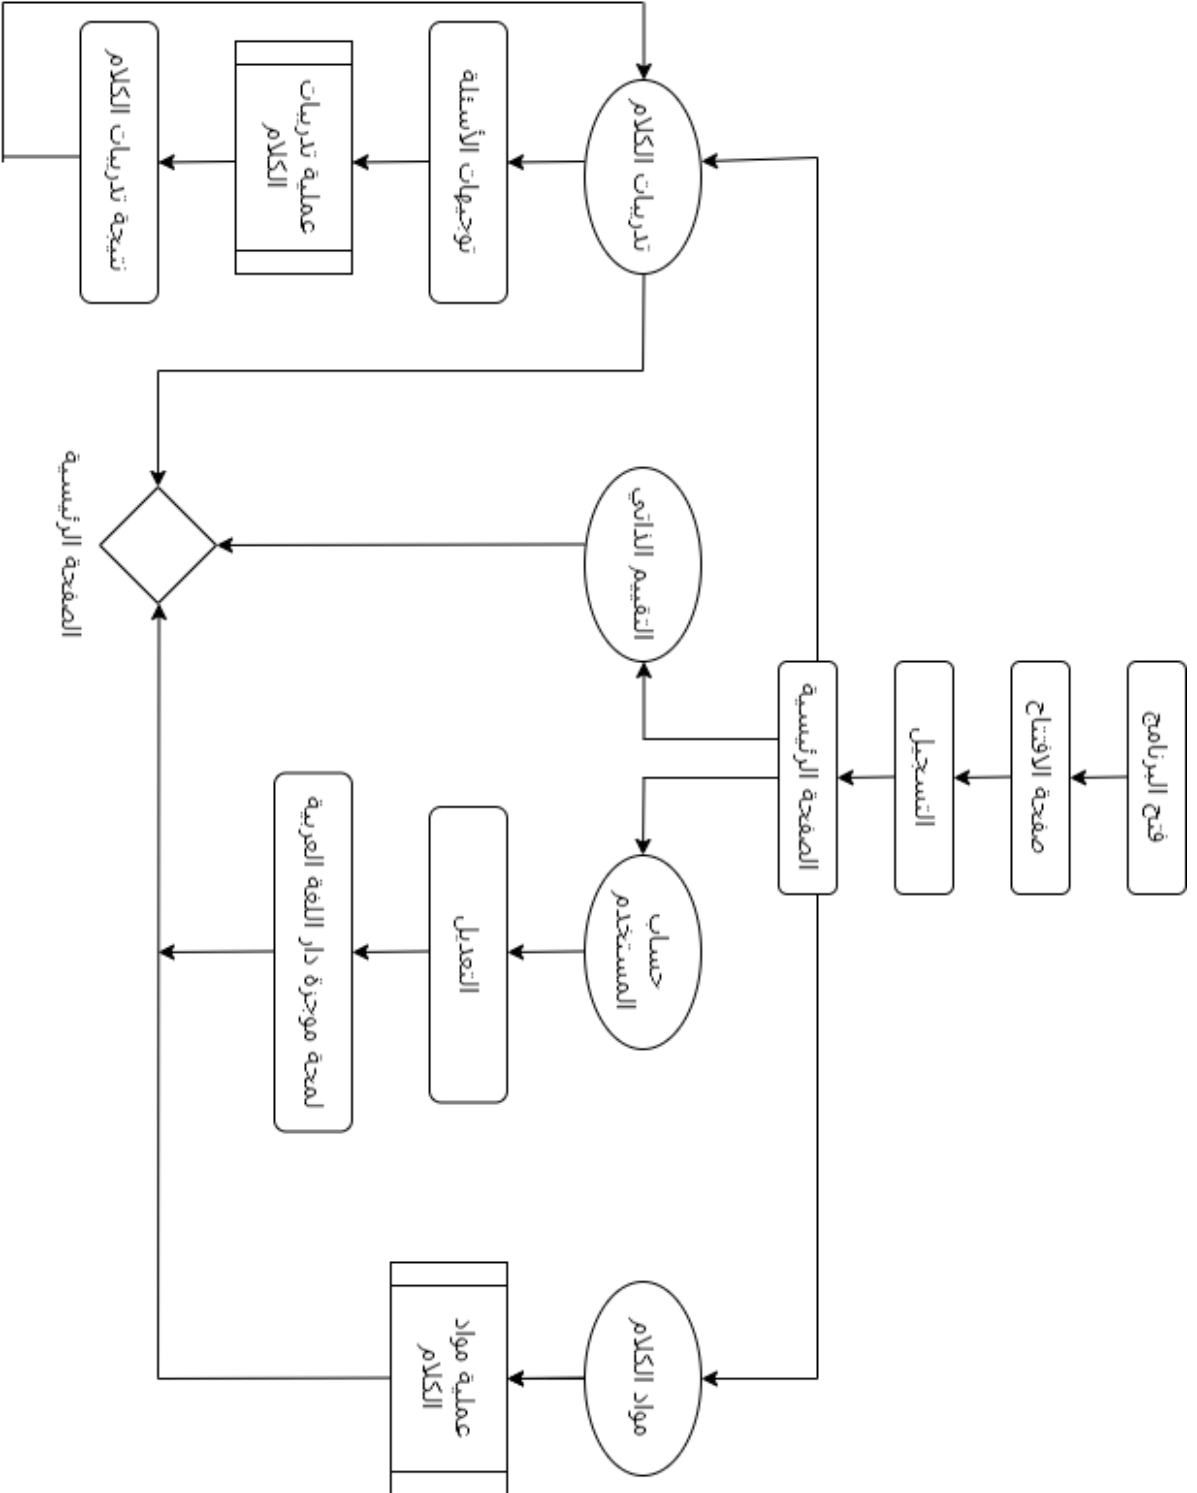 فتح البرنامج
صفحة الافتتاح
التسجيل
الصفحة الرئيسية
تدريبات الكلام
التقييم الذاتي
حساب
المستخدم
مواد الكلام
توجيهات الأسئلة
التعديل
عملية مواد
الكلام
عملية تدريبات
الكلام
لمحة موجزة دار اللغة العربية
نتيجة تدريبات الكلام
الصفحة الرئيسية